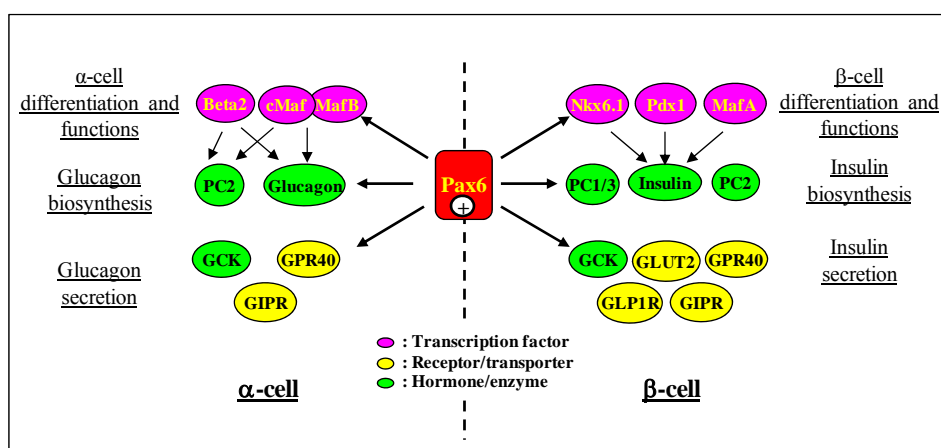 α-cell
differentiation and
functions
Beta2
cMaf
MafB
Nkx6.1
Pdx1
MafA
β-cell
differentiation and
functions
Glucagon
biosynthesis
PC2
Glucagon
Pax6
+
PC1/3
Insulin
PC2
Insulin
biosynthesis
Glucagon
secretion
GCK
GPR40
GIPR
GCK
GLUT2
GPR40
GLP1R
GIPR
Insulin
secretion
: Transcription factor
: Receptor/transporter
: Hormone/enzyme
α-cell
β-cell